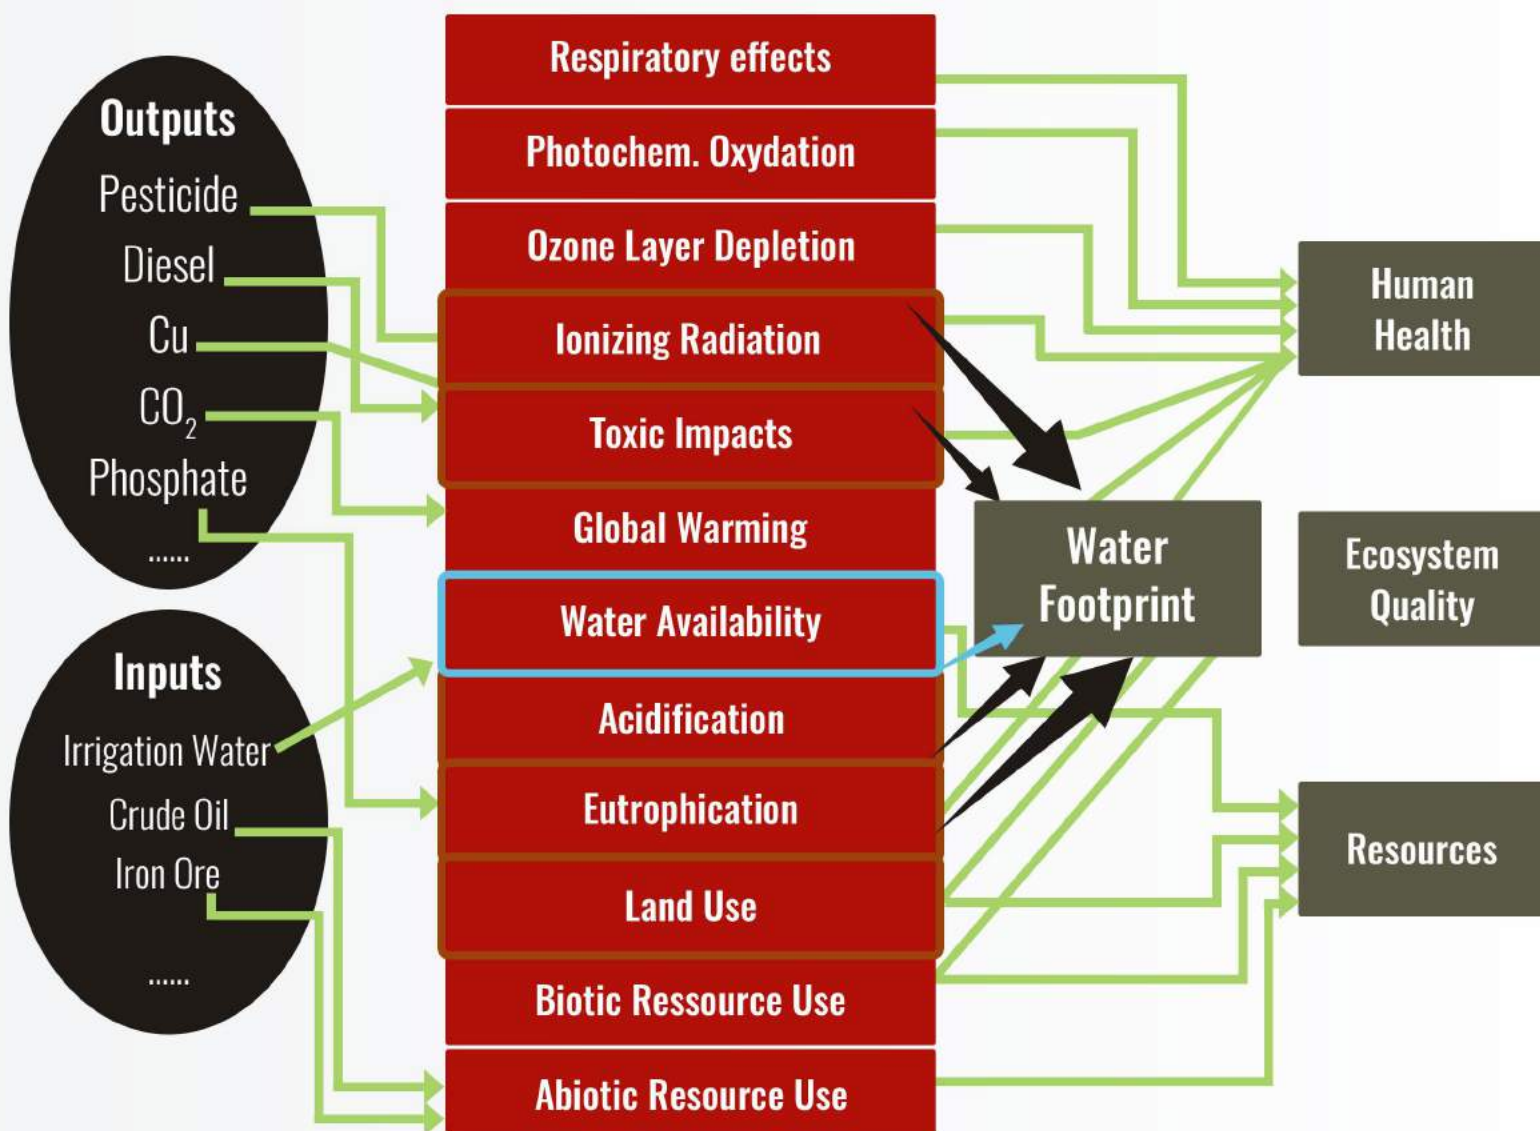 Outputs
Pesticide
Diesel
Cu
CO₂
Phosphate
......
Inputs
Irrigation Water
Crude Oil
Iron Ore
......
Respiratory effects
Photochem. Oxydation
Ozone Layer Depletion
Ionizing Radiation
Toxic Impacts
Global Warming
Water Availability
Acidification
Eutrophication
Land Use
Biotic Ressource Use
Abiotic Resource Use
Water
Footprint
Human
Health
Ecosystem
Quality
Resources